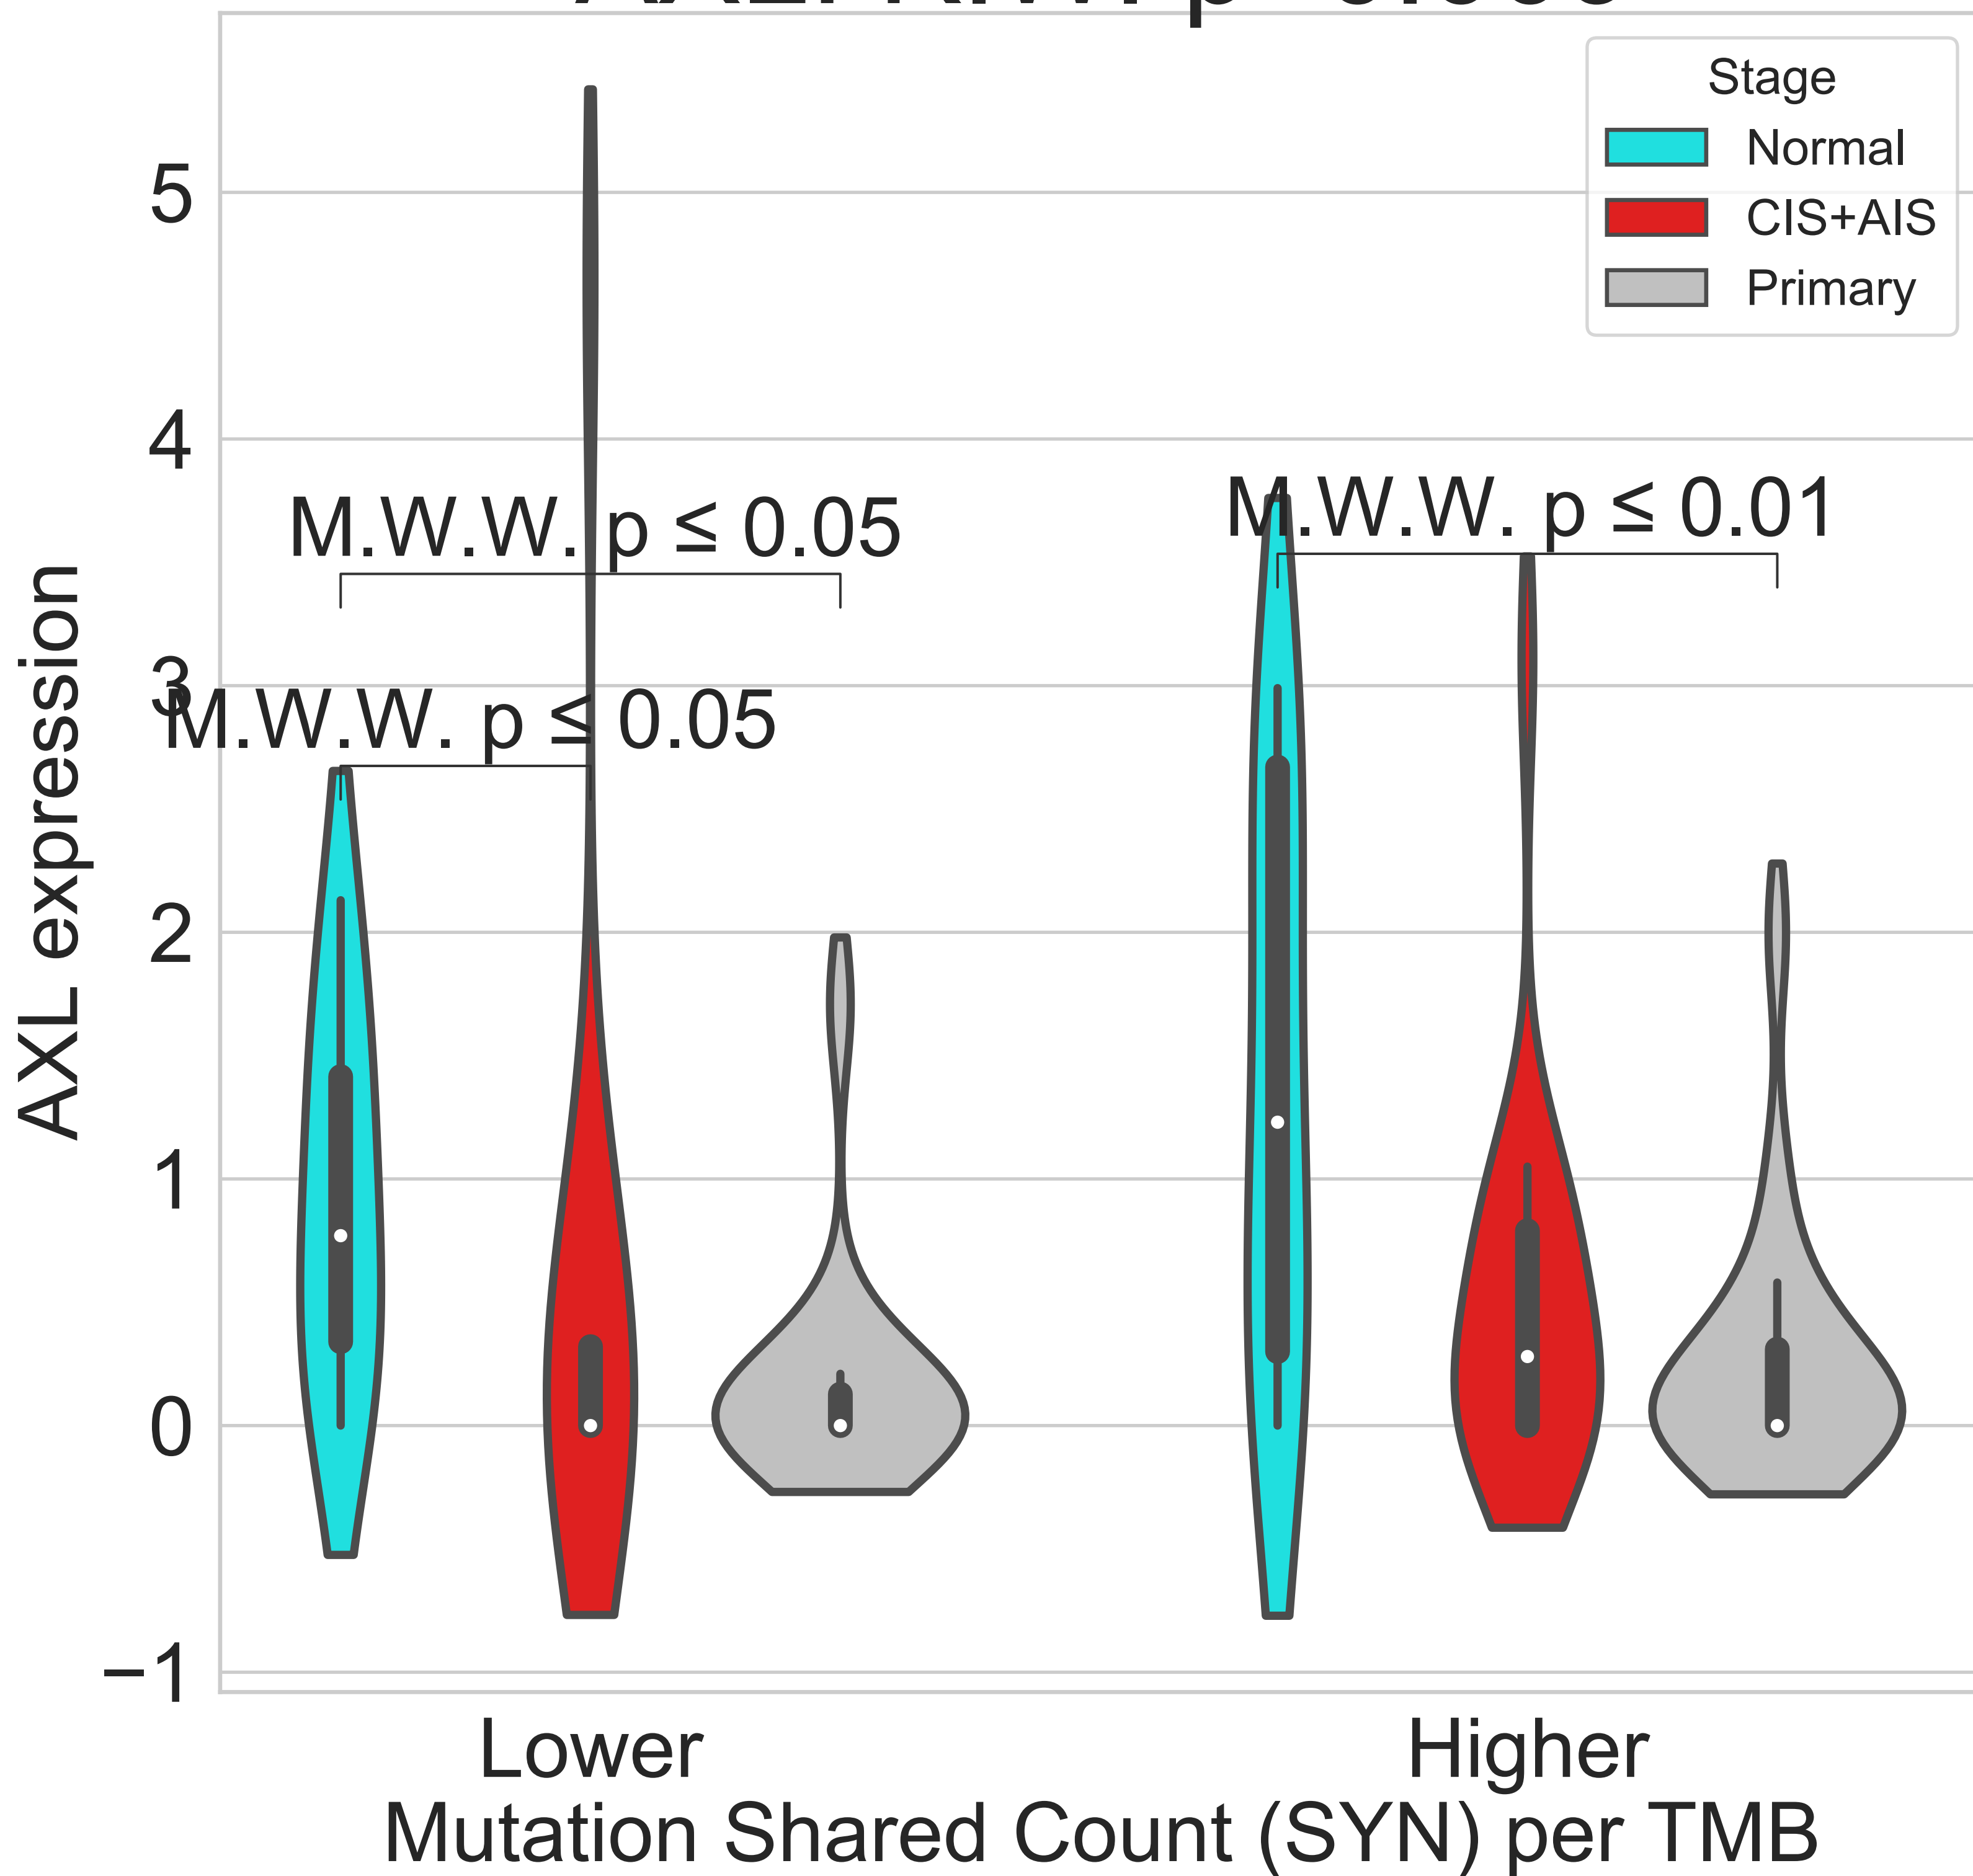 Stage
Normal
CIS+AIS
Primary
5
4
3
2
1
0
−1
AXL expression
M.W.W. p ≤ 0.05
M.W.W. p ≤ 0.01
M.W.W. p ≤ 0.05
Lower
Higher
Mutation Shared Count (SYN) per TMB